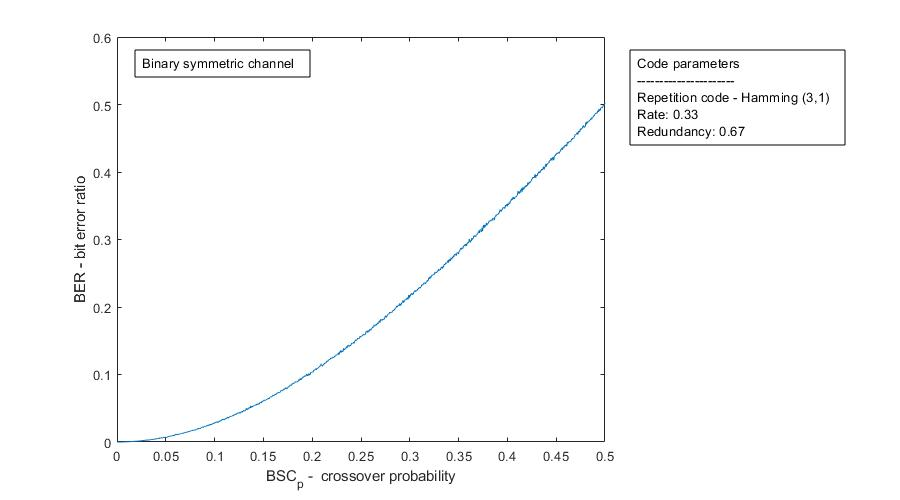 Binary symmetric channel
Code parameters
----------------------
Repetition code - Hamming (3,1)
Rate: 0.33
Redundancy: 0.67
BER - bit error ratio
0.6
0.5
0.4
0.3
0.2
0.1
0
0 0.05 0.1 0.15 0.2 0.25 0.3 0.35 0.4 0.45 0.5
BSCp - crossover probability